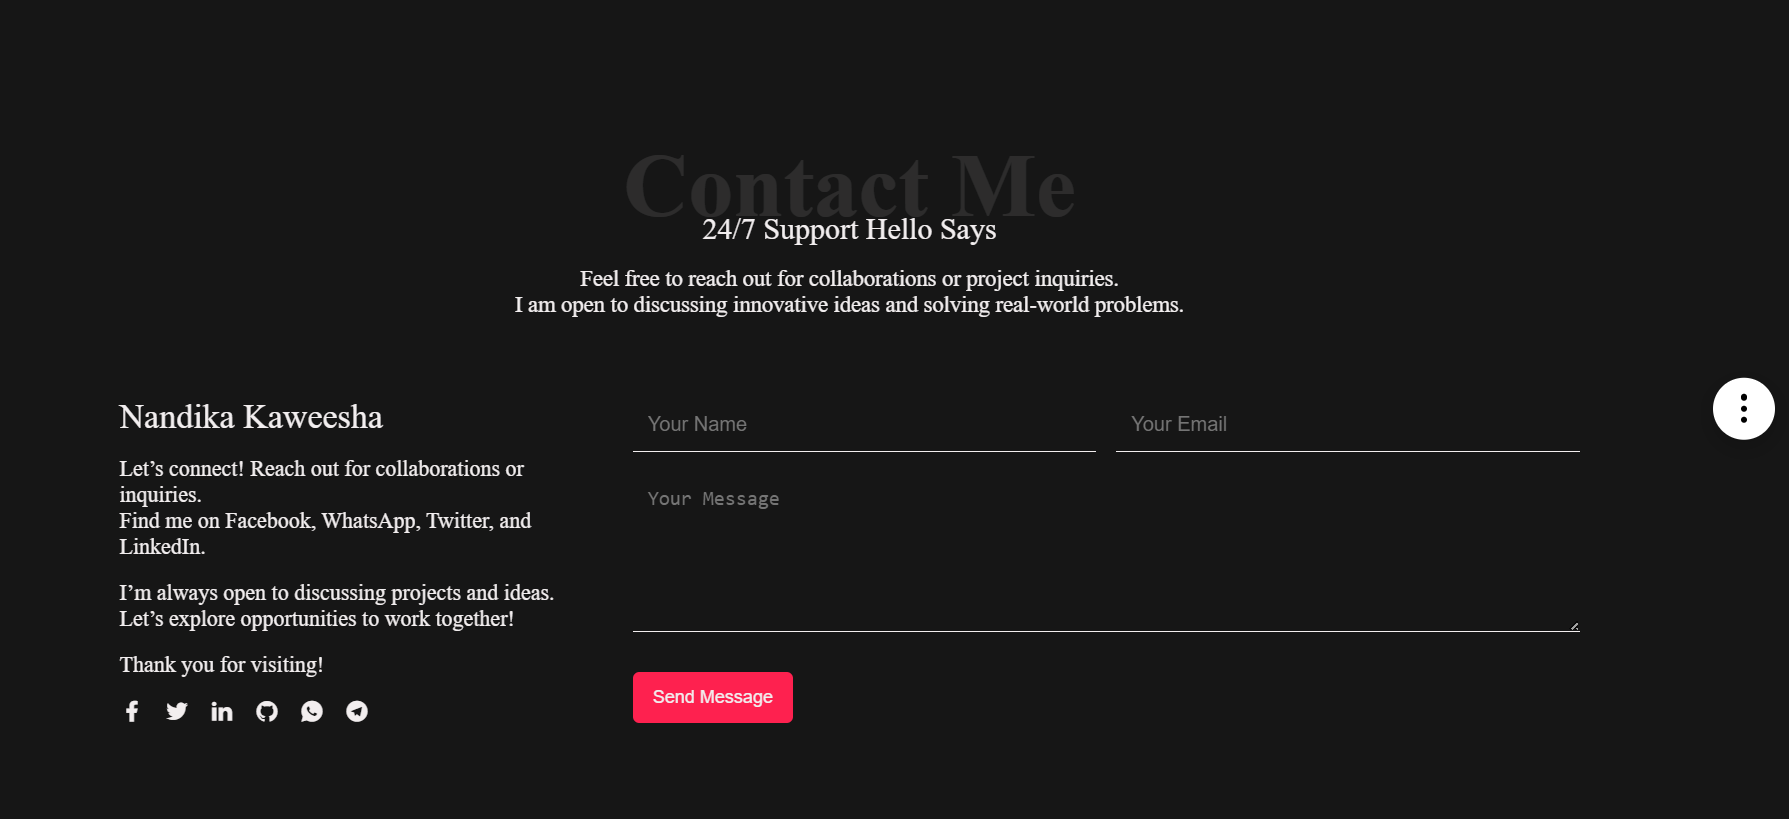 Contact Me
24/7 Support Hello Says
Feel free to reach out for collaborations or project inquiries.
I am open to discussing innovative ideas and solving real-world problems.
Nandika Kaweesha
Let’s connect! Reach out for collaborations or
inquiries.
Find me on Facebook, WhatsApp, Twitter, and
LinkedIn.
I’m always open to discussing projects and ideas.
Let’s explore opportunities to work together!
Thank you for visiting!
Your Name
Your Email
Your Message
Send Message